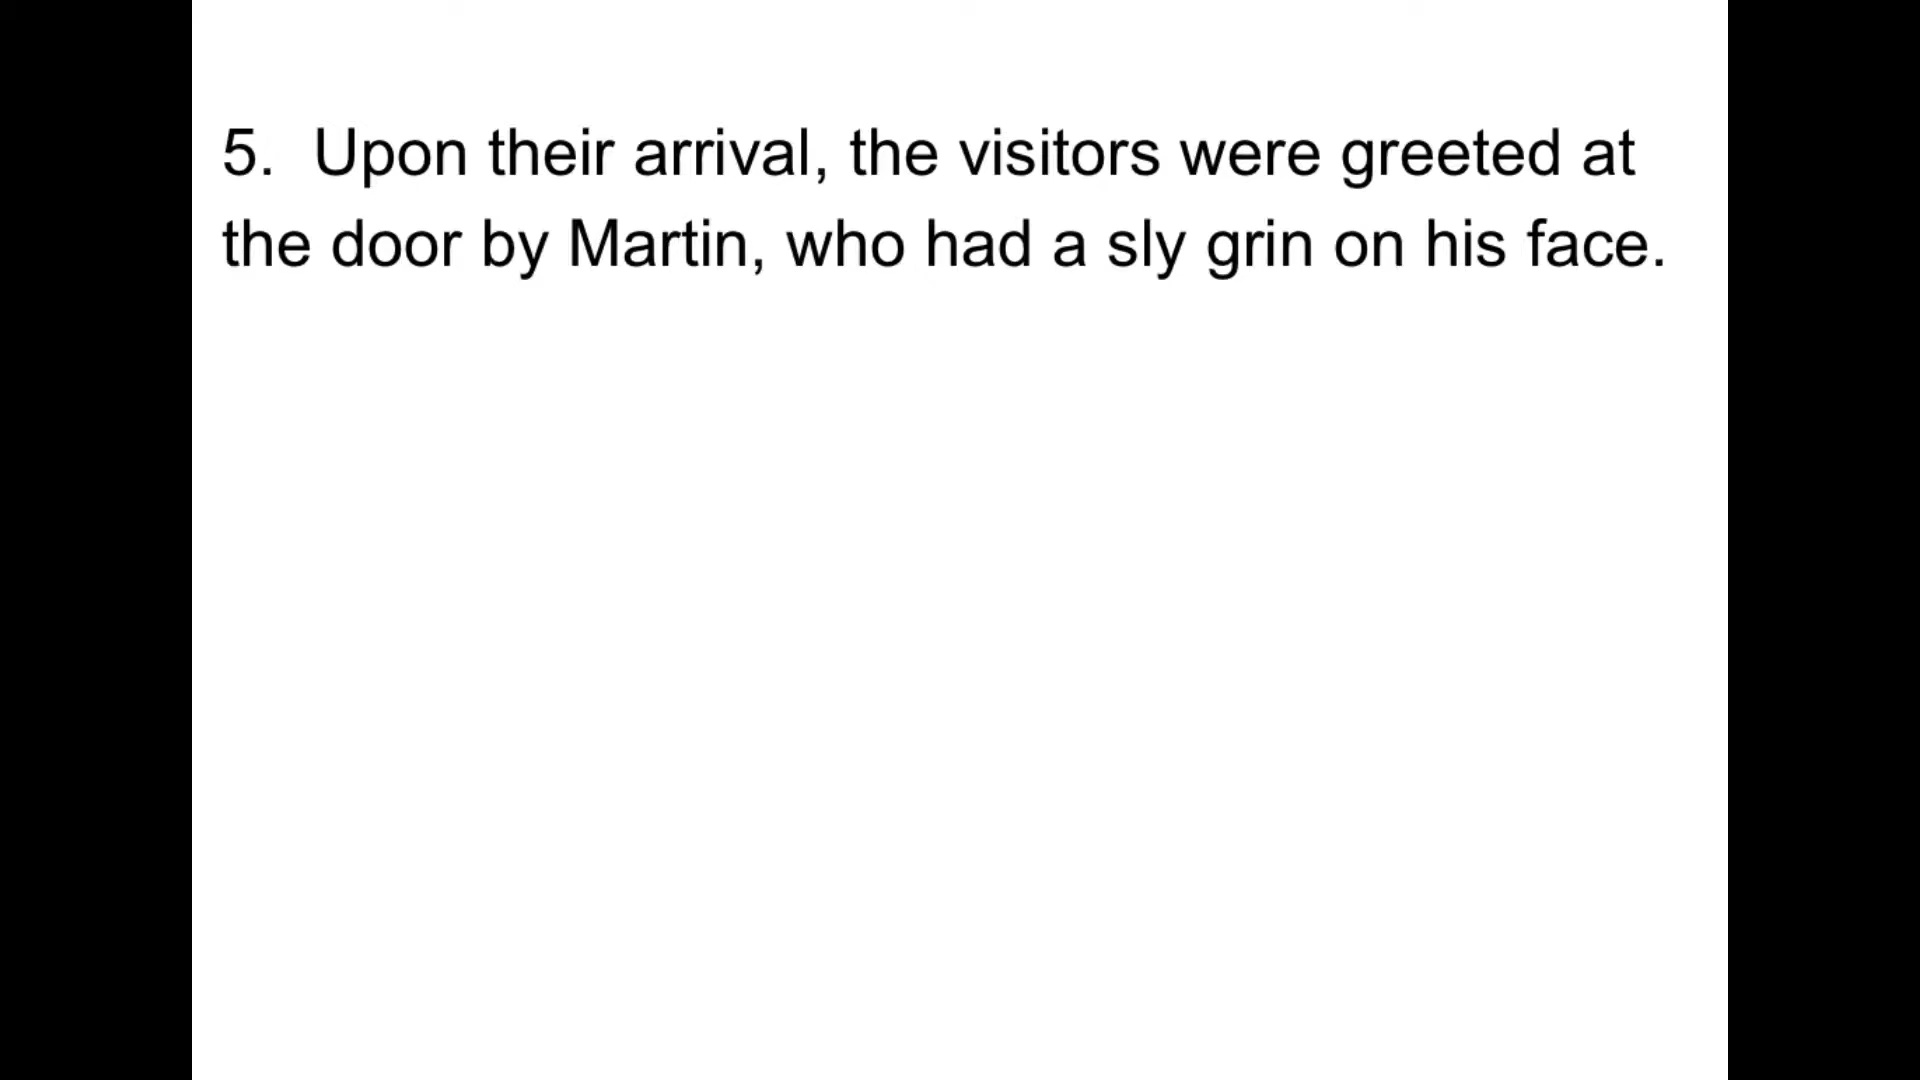 5.  Upon their arrival, the visitors were greeted at
the door by Martin, who had a sly grin on his face.